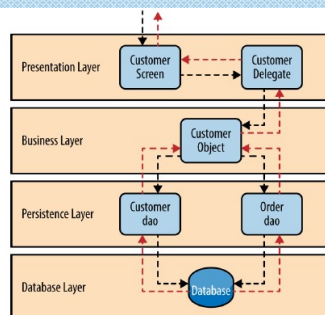 Presentation Layer
Customer
Screen
Customer
Delegate
Business Layer
Customer
Object
Persistence Layer
Customer
dao
Order
dao
Database Layer
Database